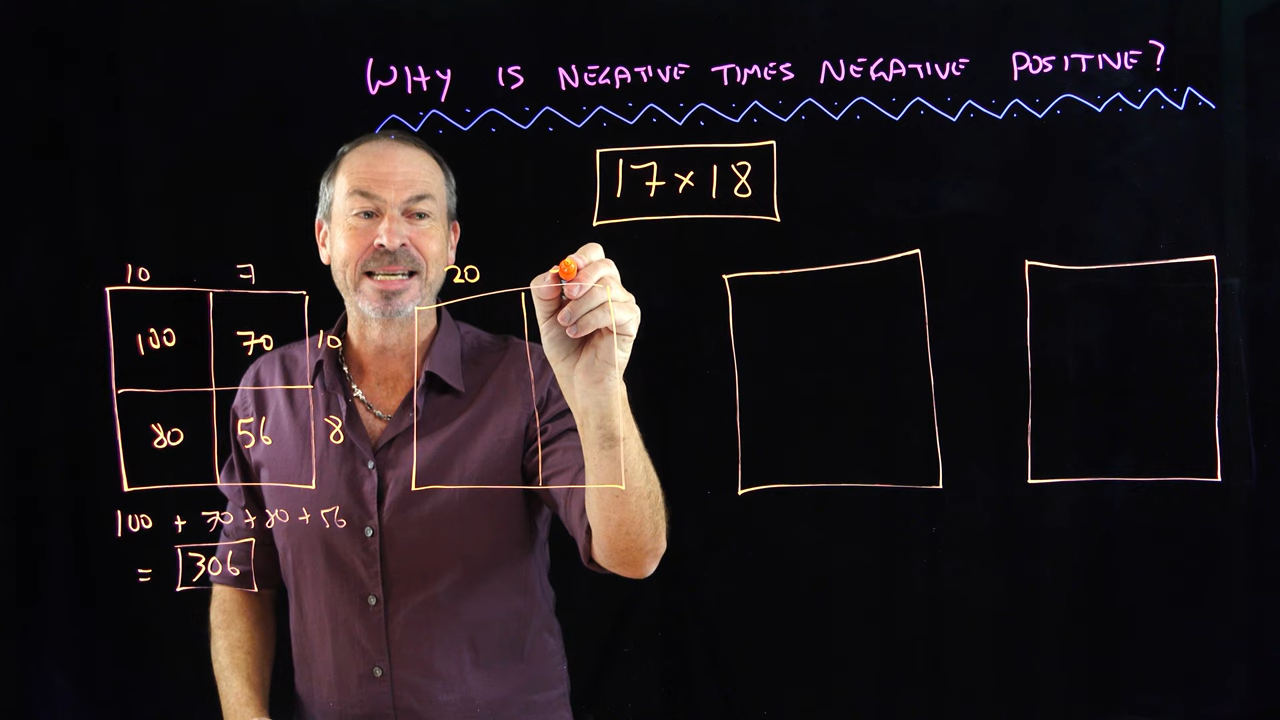 WHY IS NEGATIVE TIMES NEGATIVE POSITIVE?
17 × 18
10 7
100 70 10
80 56 8
100 + 70 + 80 + 56
= 306
20 -